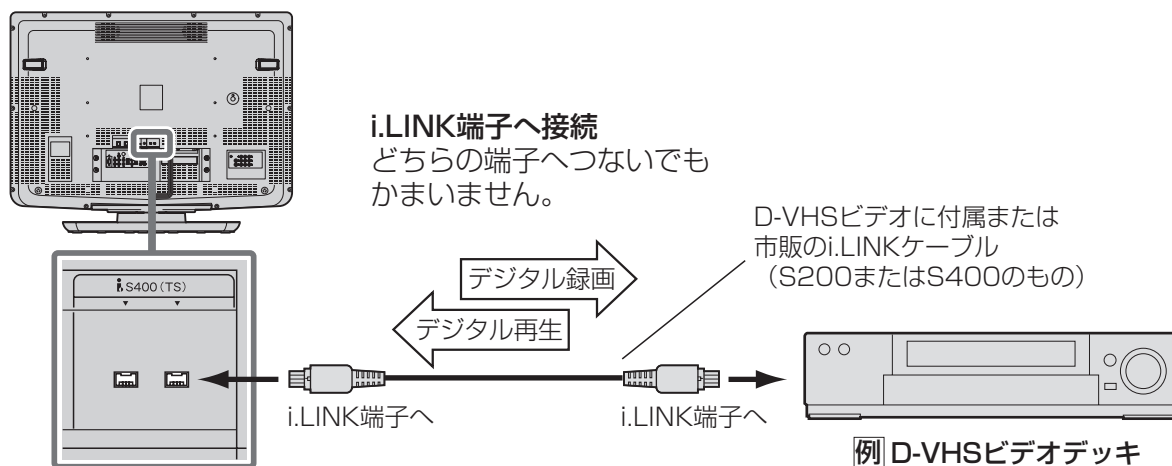 i.LINK端子へ接続
どちらの端子へつないでも
かまいません。
D-VHSビデオに付属または
市販のi.LINKケーブル
(S200またはS400のもの)
デジタル録画
デジタル再生
S400(TS)
i.LINK端子へ
i.LINK端子へ
例 D-VHSビデオデッキ